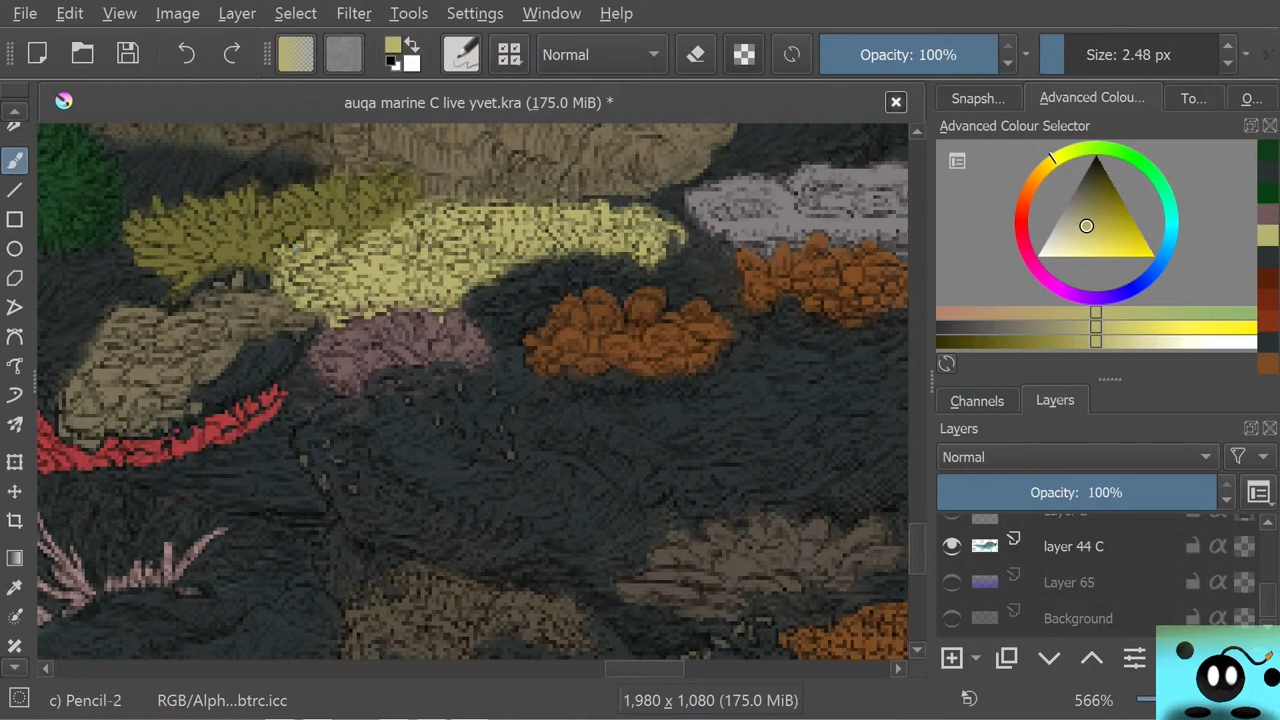 File Edit View Image Layer Select Filter Tools Settings Window Help
Normal Opacity: 100% Size: 2.48 px
auqa marine C live yvet.kra (175.0 MiB) *
Snapsh... Advanced Colou... To... O...
Advanced Colour Selector
Channels Layers
Layers
Normal
Opacity: 100%
layer 44 C
Layer 65
Background
c) Pencil-2 RGB/Alph...btrc.icc 1,980 x 1,080 (175.0 MiB) 566%